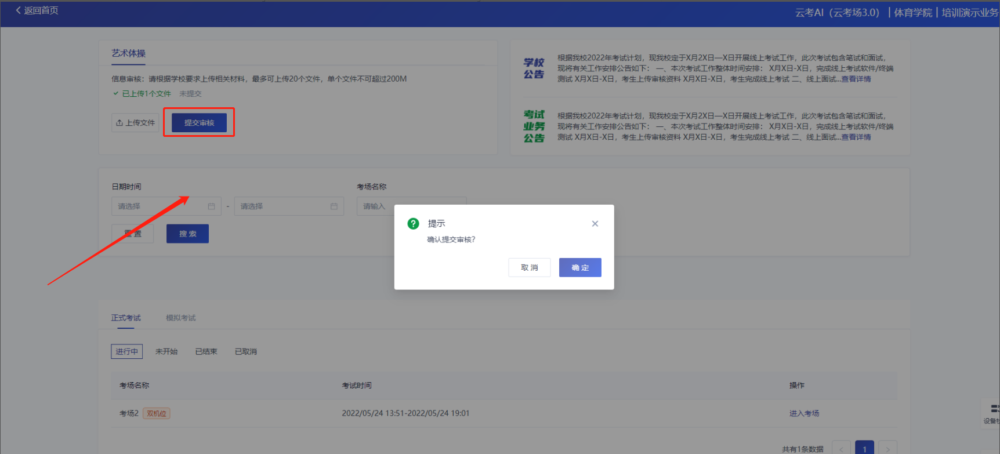 返回首页
云考AI（云考场3.0） | 体育学院 | 培训演示业务
艺术体操
信息审核：请根据学校要求上传相关材料，最多可上传20个文件，单个文件不可超过200M
已上传1个文件 未提交
上传文件 提交审核
学校
公告
根据我校2022年考试计划，现我校定于X月2X日—X日开展线上考试工作，此次考试包含笔试和面试，
现将有关工作安排公告如下： 一、本次考试工作整体时间安排： X月X日-X日，完成线上考试软件/终端
测试 X月X日-X日，考生上传审核资料 X月X日-X日，考生完成线上考试 二、线上面试...查看详情
考试
业务
公告
根据我校2022年考试计划，现我校定于X月2X日—X日开展线上考试工作，此次考试包含笔试和面试，
现将有关工作安排公告如下： 一、本次考试工作整体时间安排： X月X日-X日，完成线上考试软件/终端
测试 X月X日-X日，考生上传审核资料 X月X日-X日，考生完成线上考试 二、线上面试...查看详情
日期时间 考场名称
请选择 - 请选择 请输入
重 置 搜 索
提示
确认提交审核?
取 消 确 定
正式考试 模拟考试
进行中 未开始 已结束 已取消
考场名称 考试时间 操作
考场2 双机位 2022/05/24 13:51-2022/05/24 19:01 进入考场
设备
共有1条数据 < 1 >